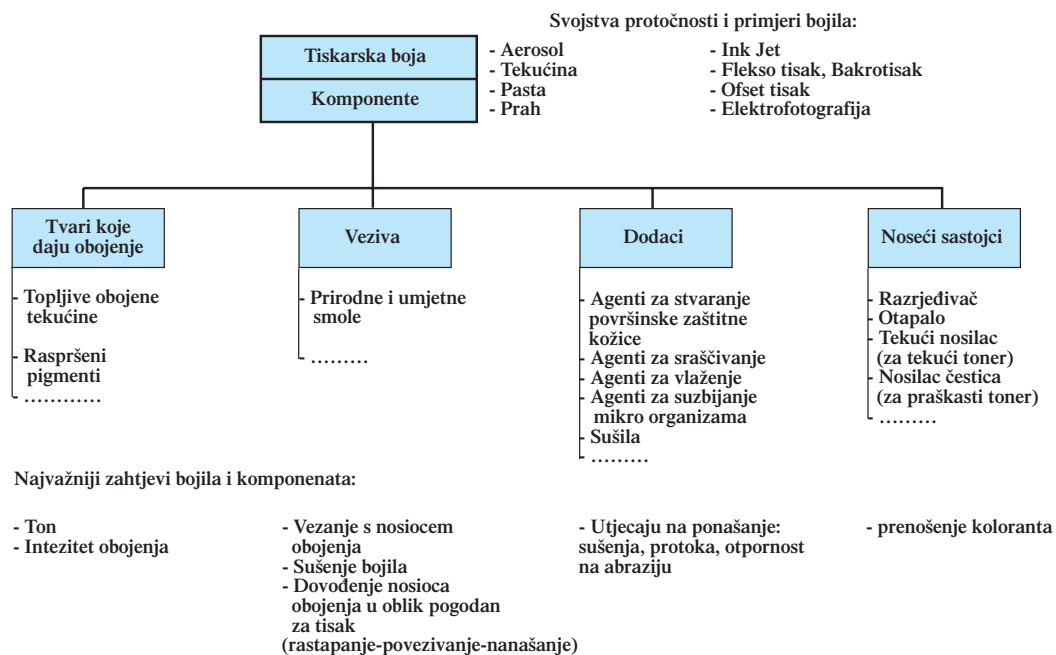 Svojstva protočnosti i primjeri bojila:
Tiskarska boja
Komponente
- Aerosol
- Tekućina
- Pasta
- Prah
- Ink Jet
- Flekso tisak, Bakrotisak
- Ofset tisak
- Elektrofotografija
Tvari koje
daju obojenje
- Topljive obojene
tekućine
- Raspršeni
pigmenti
- …………
Veziva
- Prirodne i umjetne
smole
- ………
Dodaci
- Agenti za stvaranje
površinske zaštitne
kožice
- Agenti za sraščivanje
- Agenti za vlaženje
- Agenti za suzbijanje
mikro organizama
- Sušila
- ………
Noseći sastojci
- Razrjeđivač
- Otapalo
- Tekući nosilac
(za tekući toner)
- Nosilac čestica
(za praškasti toner)
- ………
Najvažniji zahtjevi bojila i komponenata:
- Ton
- Intezitet obojenja
- Vezanje s nosiocem
obojenja
- Sušenje bojila
- Dovođenje nosioca
obojenja u oblik pogodan
za tisak
(rastapanje-povezivanje-nanašanje)
- Utjecaju na ponašanje:
sušenja, protoka, otpornost
na abraziju
- prenošenje koloranta